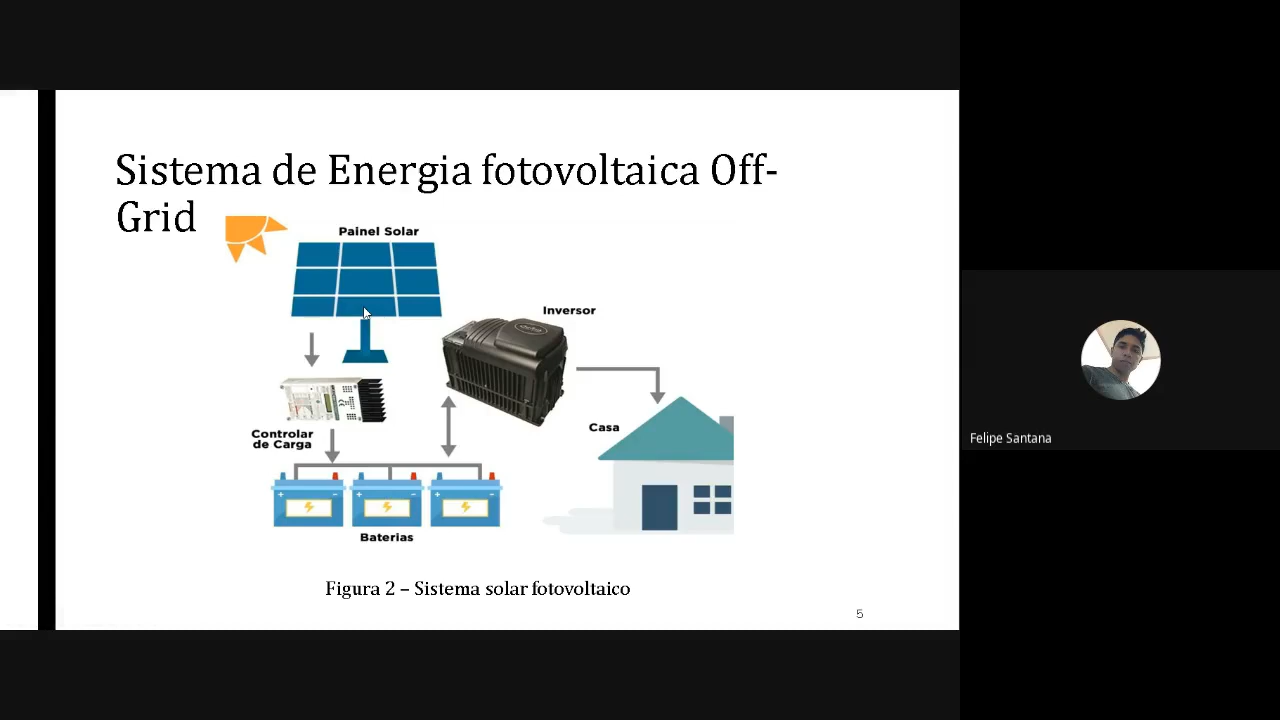 Sistema de Energia fotovoltaica Off-
Grid
Painel Solar
Inversor
Controlar
de Carga
Casa
Baterias
Figura 2 – Sistema solar fotovoltaico
5
Felipe Santana